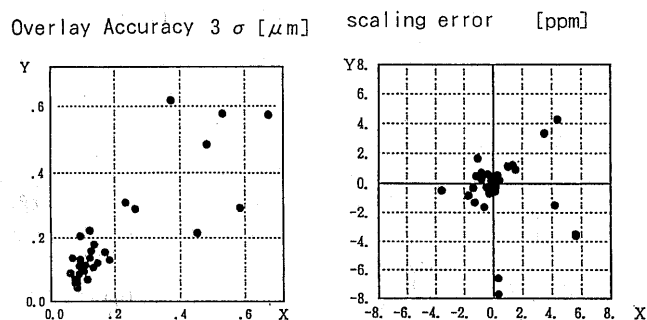 Overlay Accuracy 3 σ [μm]
scaling error [ppm]
Y
.6
.4
.2
0.0
0.0 .2 .4 .6 X
Y 8.
6.
4.
2.
0.
-2.
-4.
-6.
-8.
-8. -6. -4. -2. 0. 2. 4. 6. 8. X